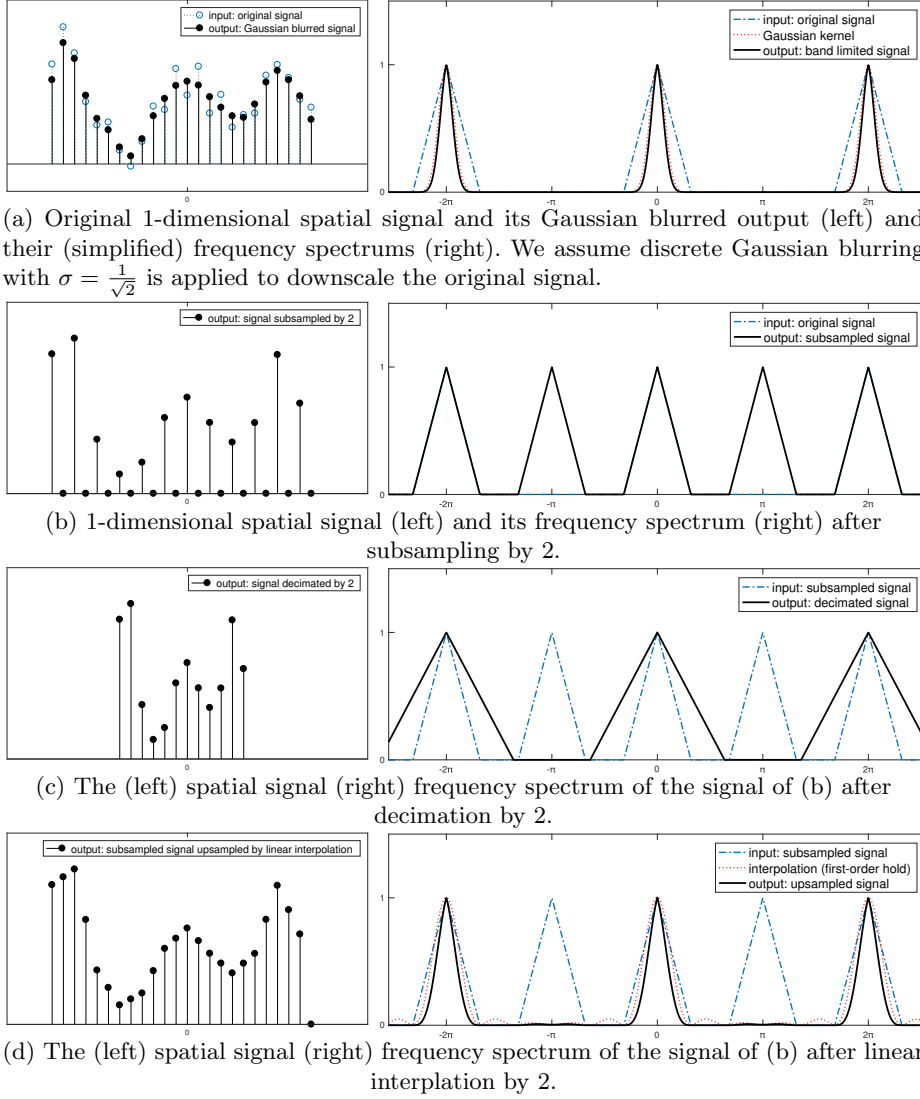 input: original signal
output: Gaussian blurred signal
0
input: original signal
Gaussian kernel
output: band limited signal
1
0
-2π
-π
0
π
2π
(a) Original 1-dimensional spatial signal and its Gaussian blurred output (left) and
their (simplified) frequency spectrums (right). We assume discrete Gaussian blurring
with σ = 1/√2 is applied to downscale the original signal.
output: signal subsampled by 2
0
input: original signal
output: subsampled signal
1
0
-2π
-π
0
π
2π
(b) 1-dimensional spatial signal (left) and its frequency spectrum (right) after
subsampling by 2.
output: signal decimated by 2
0
input: subsampled signal
output: decimated signal
1
0
-2π
-π
0
π
2π
(c) The (left) spatial signal (right) frequency spectrum of the signal of (b) after
decimation by 2.
output: subsampled signal upsampled by linear interpolation
0
input: subsampled signal
interpolation (first-order hold)
output: upsampled signal
1
0
-2π
-π
0
π
2π
(d) The (left) spatial signal (right) frequency spectrum of the signal of (b) after linear
interplation by 2.